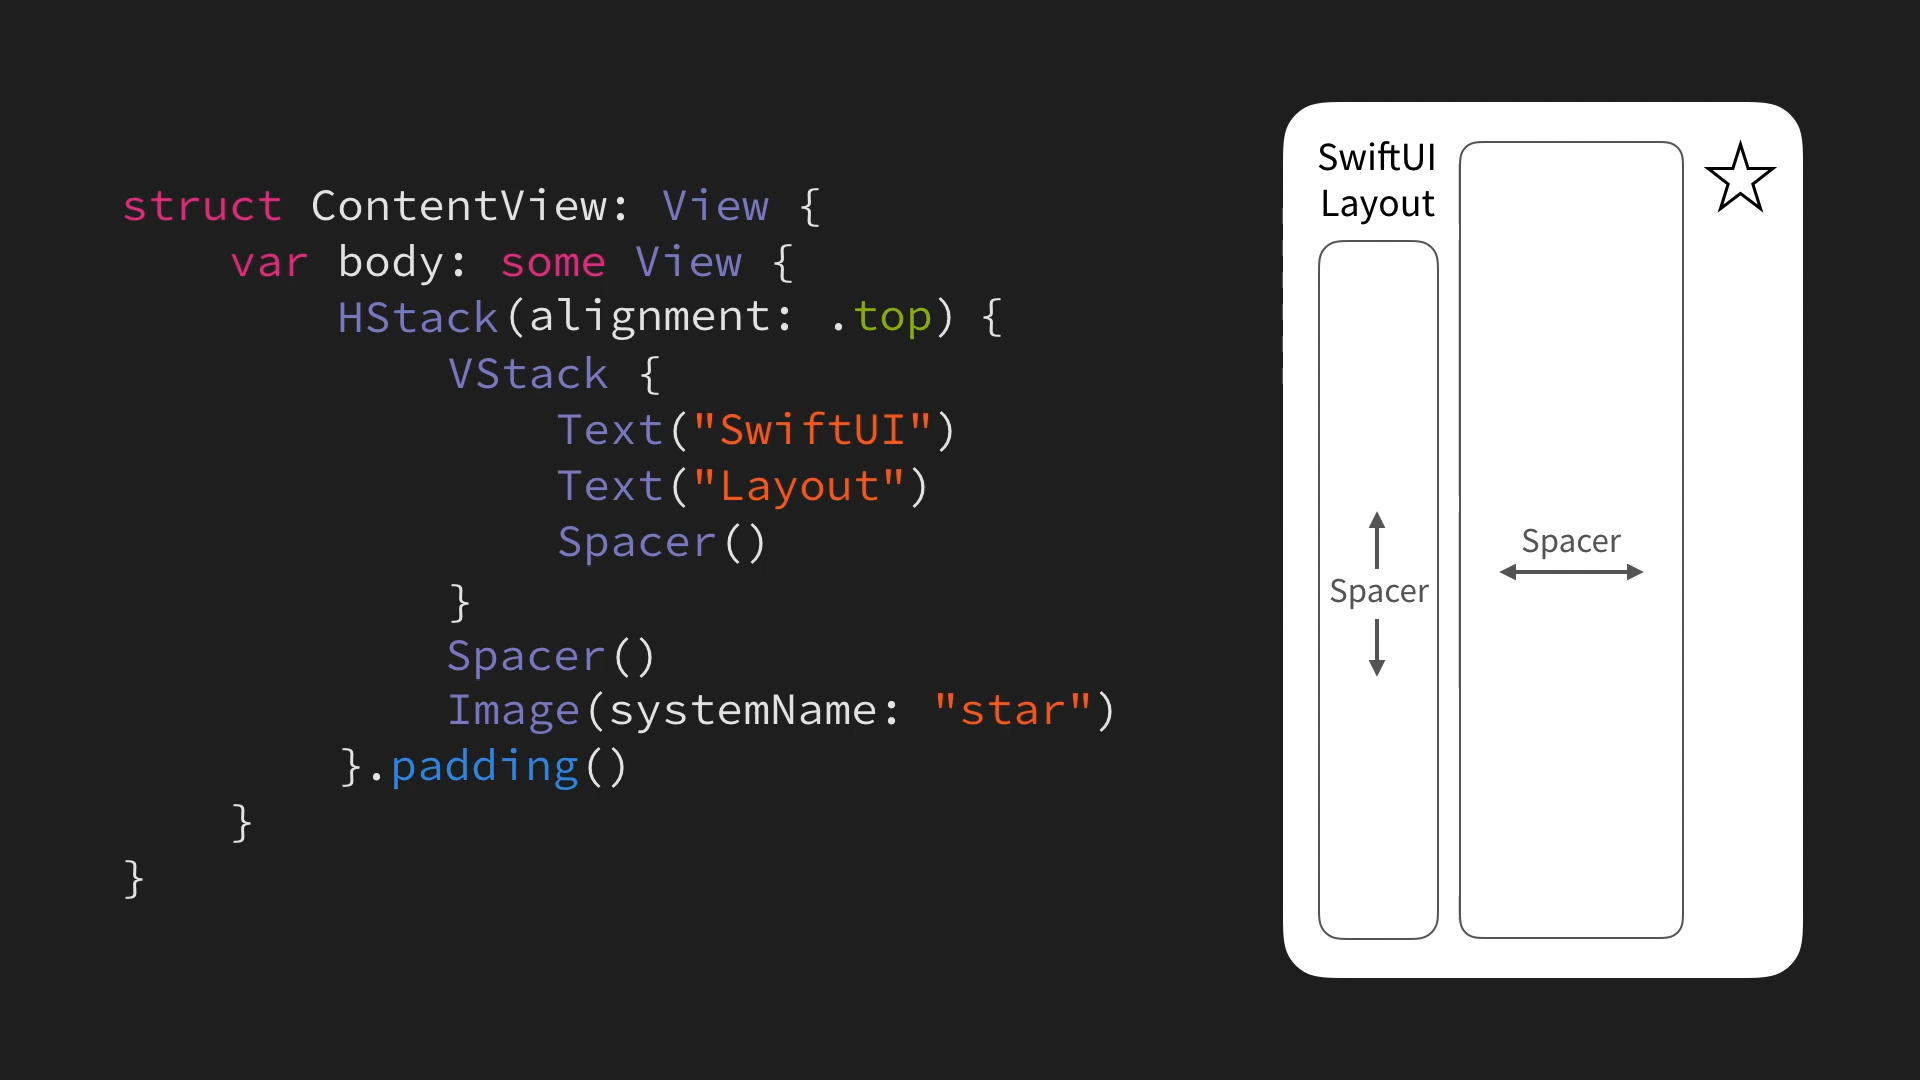 struct ContentView: View {
    var body: some View {
        HStack(alignment: .top) {
            VStack {
                Text("SwiftUI")
                Text("Layout")
                Spacer()
            }
            Spacer()
            Image(systemName: "star")
        }.padding()
    }
}
SwiftUI
Layout
Spacer
Spacer